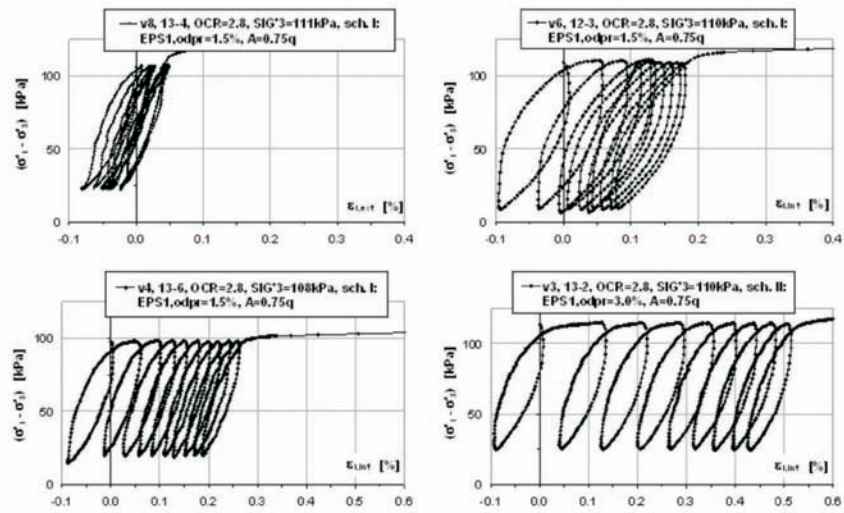 v8, 13-4, OCR=2.8, SIG'3=111kPa, sch. I:
EPS1,odpr=1.5%, A=0.75q
100
50
0
(σ'1 - σ'3) [kPa]
[%]
-0.1 0.0 0.1 0.2 0.3 0.4
v6, 12-3, OCR=2.8, SIG'3=110kPa, sch. I:
EPS1,odpr=1.5%, A=0.75q
100
50
0
(σ'1 - σ'3) [kPa]
ε1,int [%]
-0.1 0.0 0.1 0.2 0.3 0.4
v4, 13-6, OCR=2.8, SIG'3=108kPa, sch. I:
EPS1,odpr=1.5%, A=0.75q
100
50
0
(σ'1 - σ'3) [kPa]
ε1,int [%]
-0.1 0.0 0.1 0.2 0.3 0.4 0.5 0.6
v3, 13-2, OCR=2.8, SIG'3=110kPa, sch. II:
EPS1,odpr=3.0%, A=0.75q
100
50
0
(σ'1 - σ'3) [kPa]
ε1,int [%]
-0.1 0.0 0.1 0.2 0.3 0.4 0.5 0.6